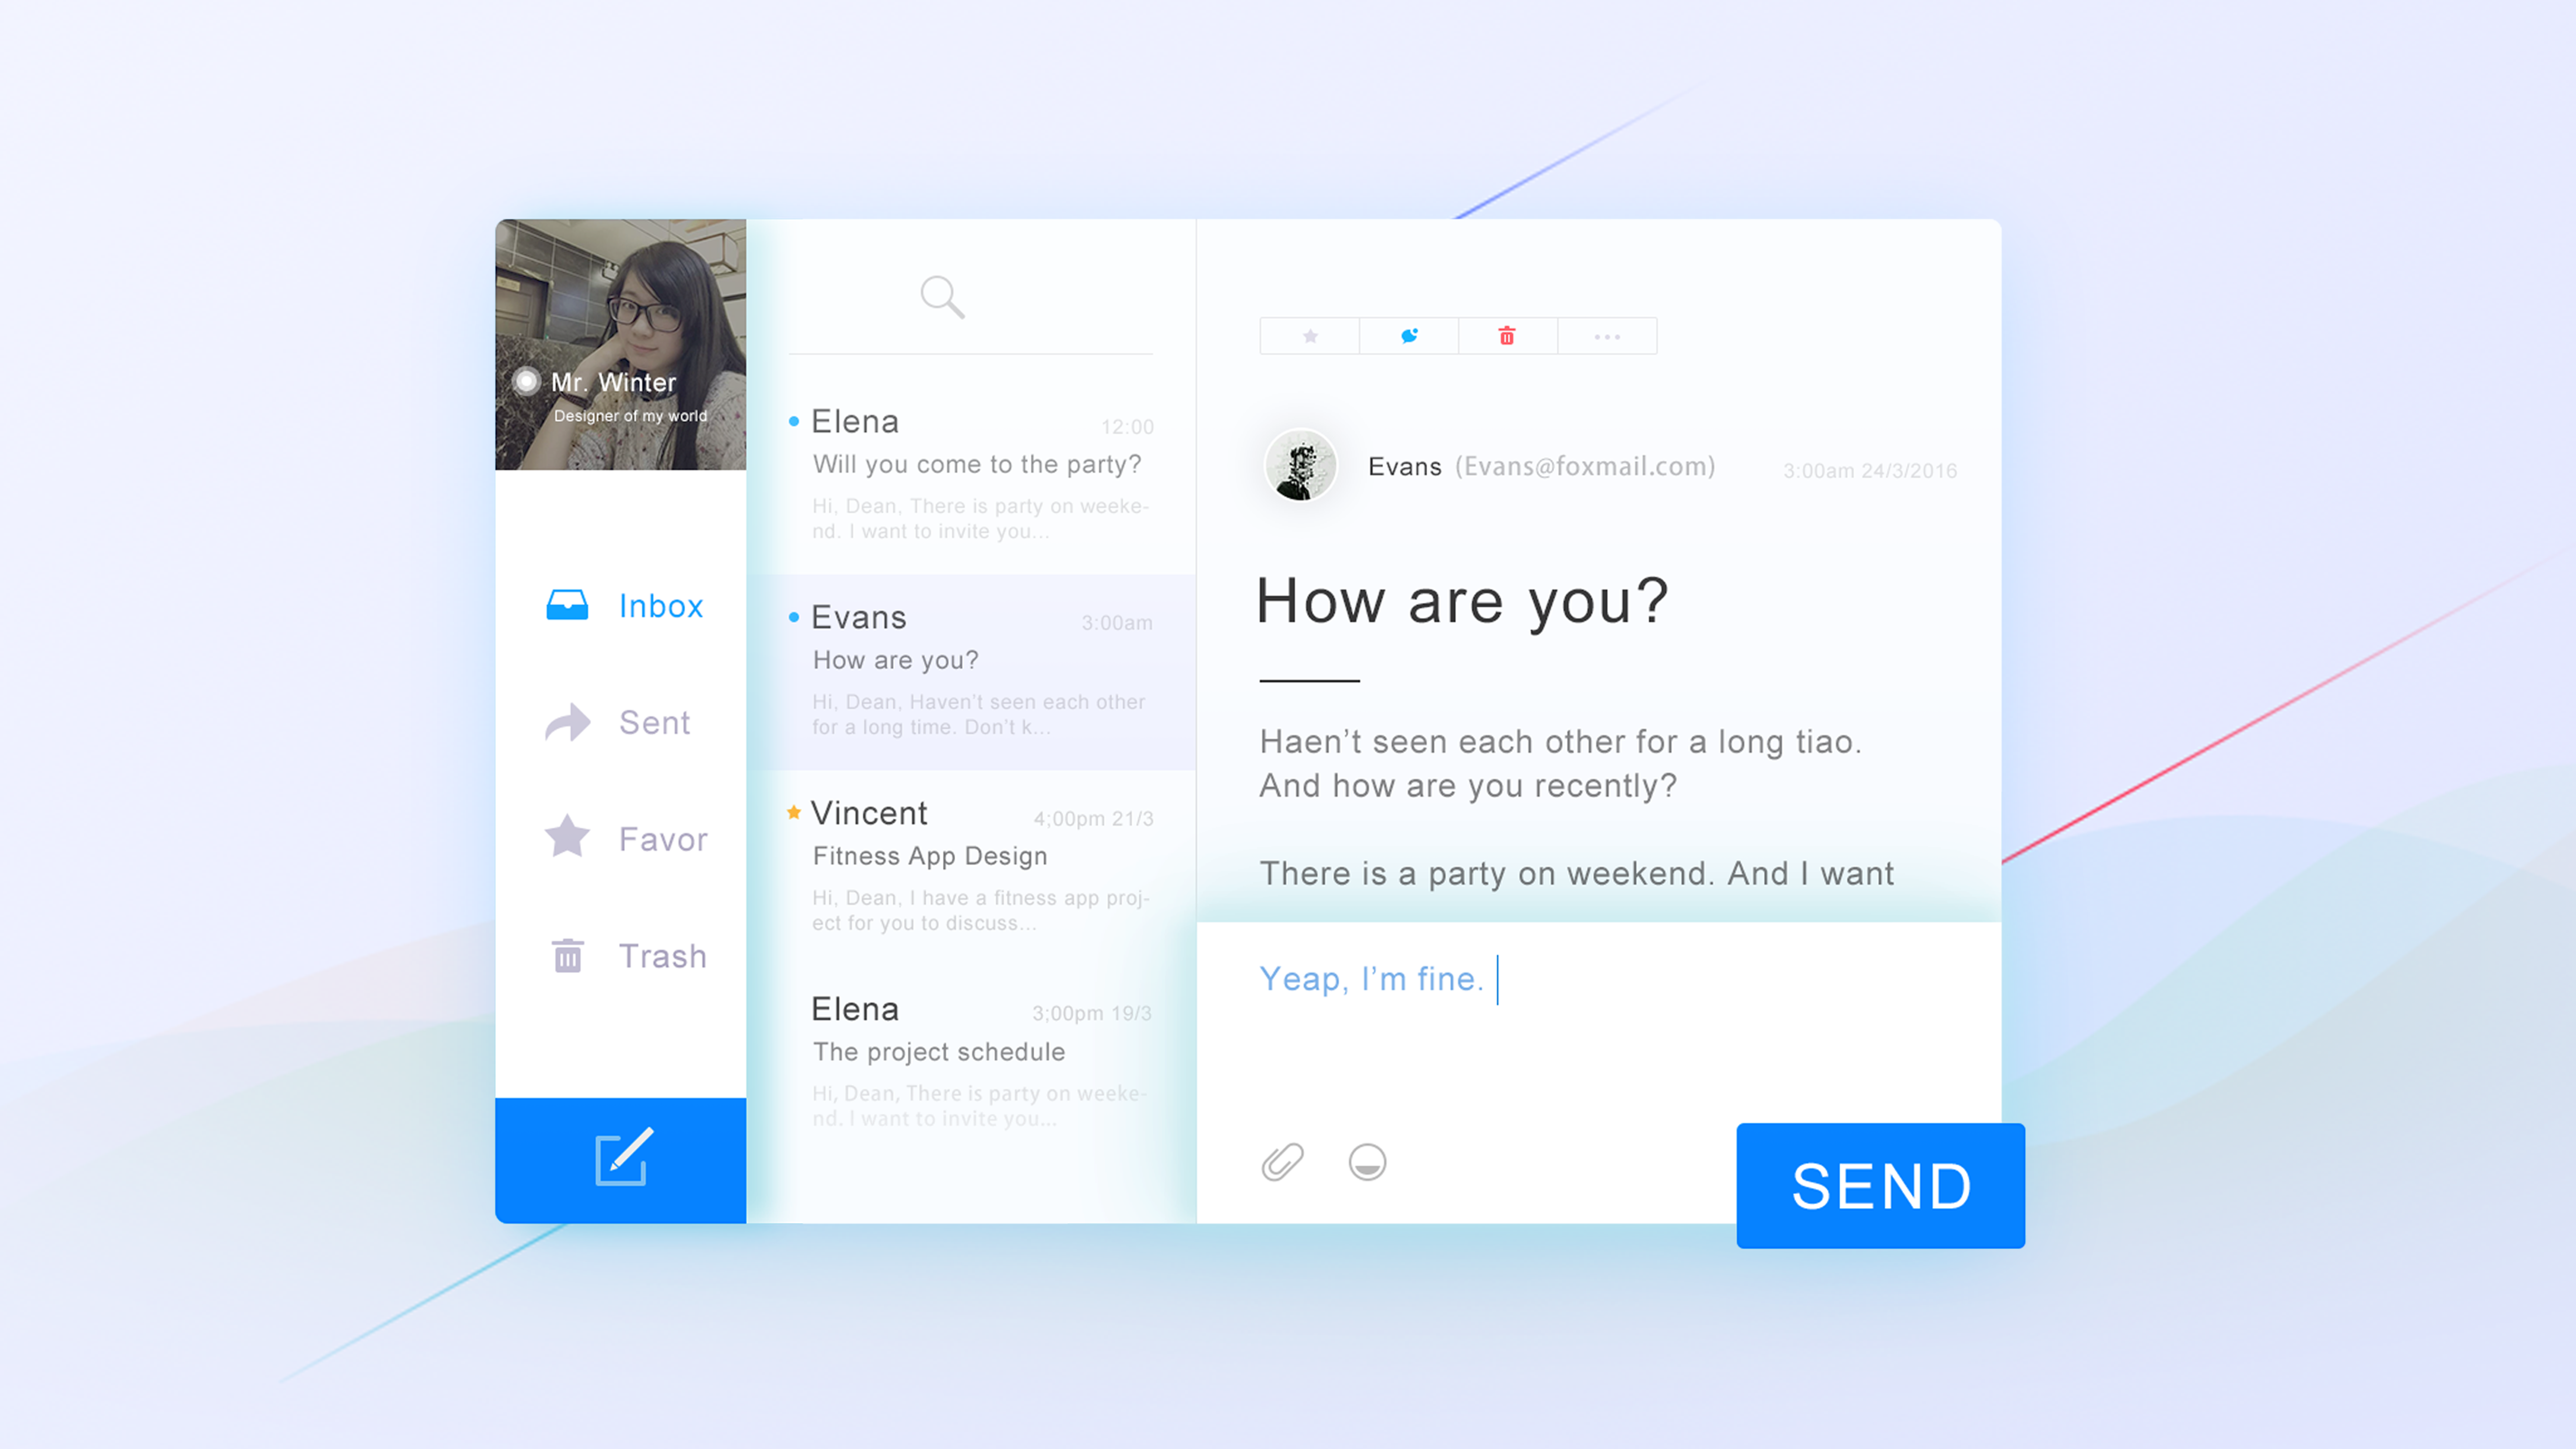 Mr. Winter
Designer of my world
Inbox
Sent
Favor
Trash
Elena
12:00
Will you come to the party?
Hi, Dean, There is party on weeke-
nd. I want to invite you...
Evans
3:00am
How are you?
Hi, Dean, Haven’t seen each other
for a long time. Don’t k...
Vincent
4;00pm 21/3
Fitness App Design
Hi, Dean, I have a fitness app proj-
ect for you to discuss...
Elena
3;00pm 19/3
The project schedule
Hi, Dean, There is party on weeke-
nd. I want to invite you...
Evans (Evans@foxmail.com)
3:00am 24/3/2016
How are you?
Haen’t seen each other for a long tiao.
And how are you recently?
There is a party on weekend. And I want
Yeap, I’m fine.
SEND